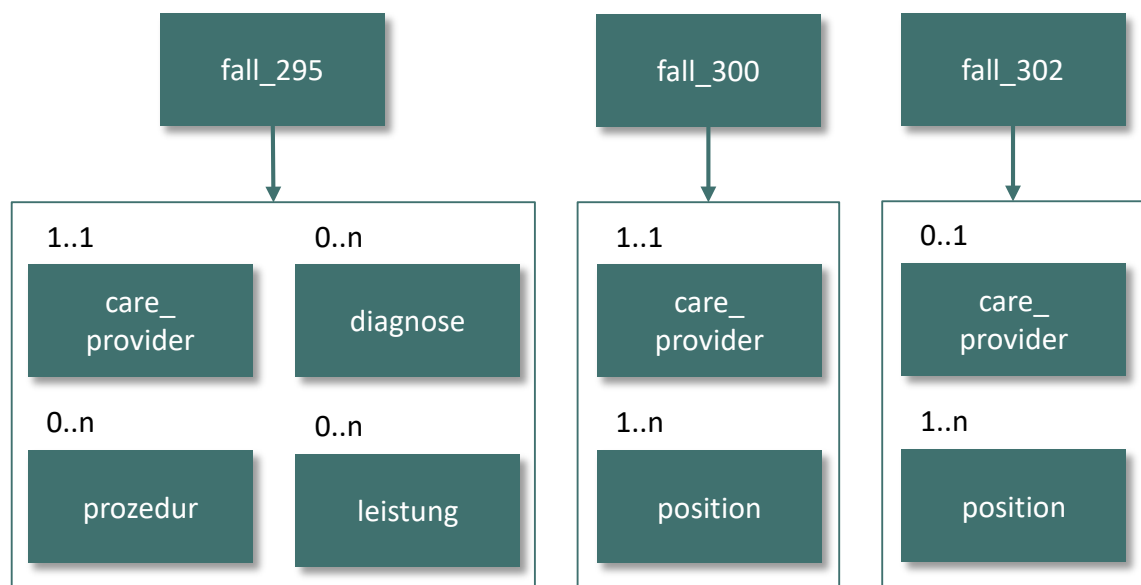 fall_295
fall_300
fall_302
1..1
0..n
1..1
0..1
care_
provider
diagnose
care_
provider
care_
provider
0..n
0..n
1..n
1..n
prozedur
leistung
position
position